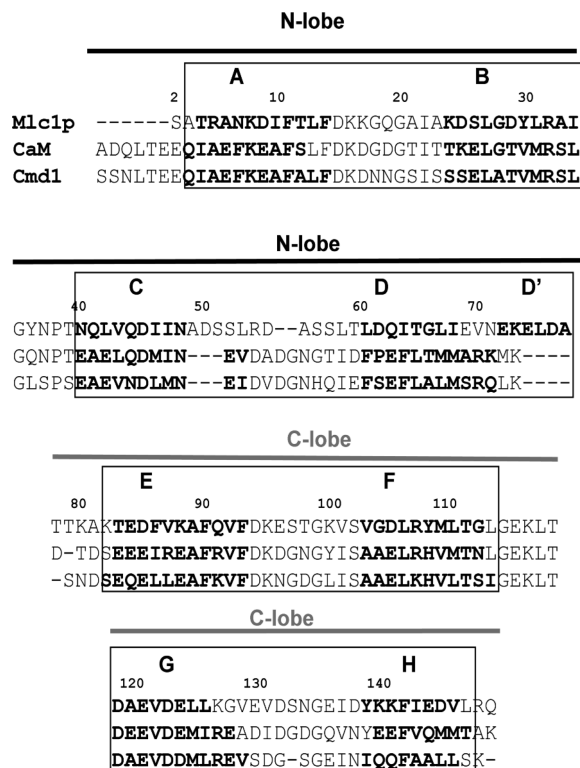 N-lobe
A B
2 10 20 30
Mlc1p ------SATRANKDIFTLFDKKGQGAIAKDSLGDYLRAI
CaM ADQLTEEQIAEFKEAFSLFDKDGDGTITTKELGTVMRSL
Cmd1 SSNLTEEQIAEFKEAFALFDKDNNGSISSSELATVMRSL
N-lobe
C D D'
40 50 60 70
GYNPTNQLVQDIINADSSLRD--ASSLTLDQITGLIEVNEKELDA
GQNPTEAELQDMIN---EVDADGNGTIDFPEFLTMMARKMK----
GLSPSEAEVNDLMN---EIDVDGNHQIEFSEFLALMSRQLK----
C-lobe
E F
80 90 100 110
TTKAKTEDFVKAFQVFDKESTGKVSVGDLRYMLTGLGEKLT
D-TDSEEEIREAFRVFDKDGNGYISAAELRHVMTNLGEKLT
-SNDSEQELLEAFKVFDKNGDGLISAAELKHVLTSIGEKLT
C-lobe
G H
120 130 140
DAEVDELLKGVEVDSNGEIDYKKFIEDVLRQ
DEEVDEMIREADIDGDGQVNYEEFVQMMTAK
DAEVDDMLREVSDG-SGEINIQQFAALLSK-